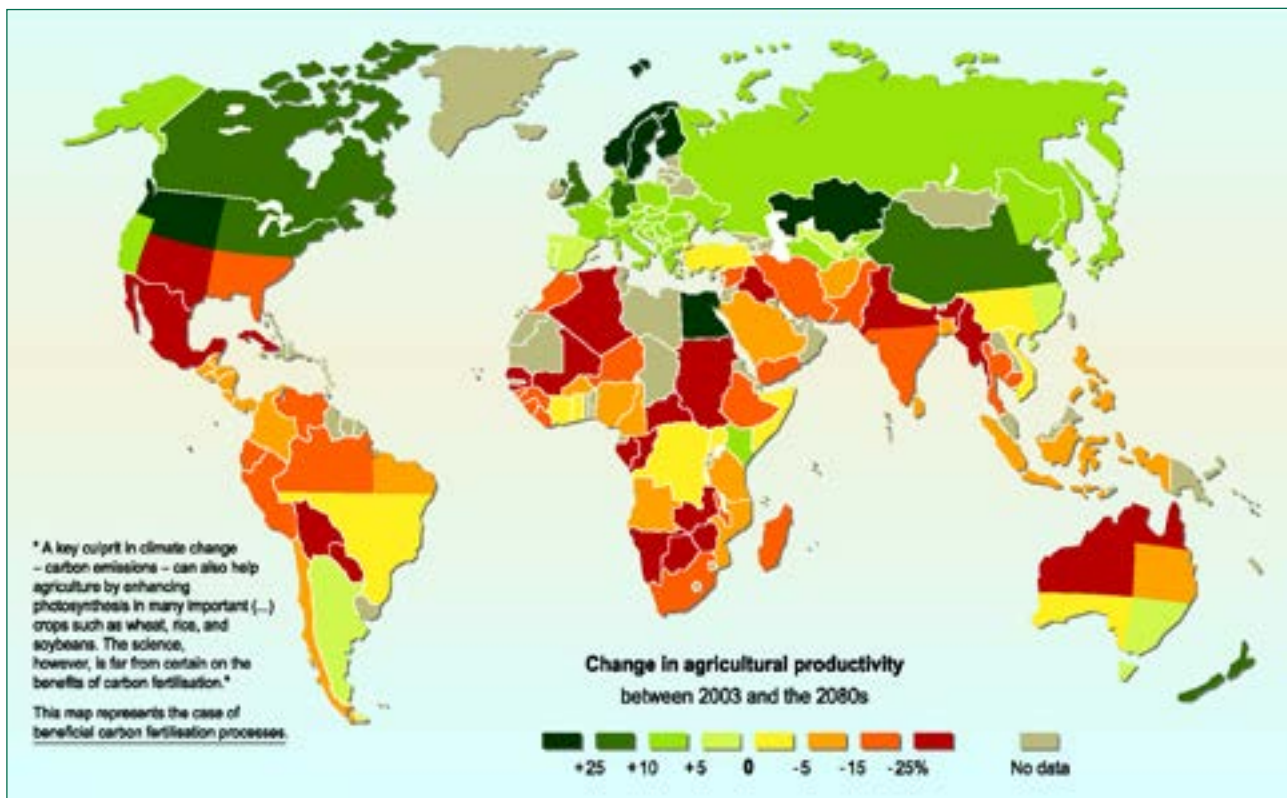 "A key culprit in climate change
– carbon emissions – can also help
agriculture by enhancing
photosynthesis in many important (...)
crops such as wheat, rice, and
soybeans. The science,
however, is far from certain on the
benefits of carbon fertilisation."
This map represents the case of
beneficial carbon fertilisation processes.
Change in agricultural productivity
between 2003 and the 2080s
+25 +10 +5 0 -5 -15 -25%
No data